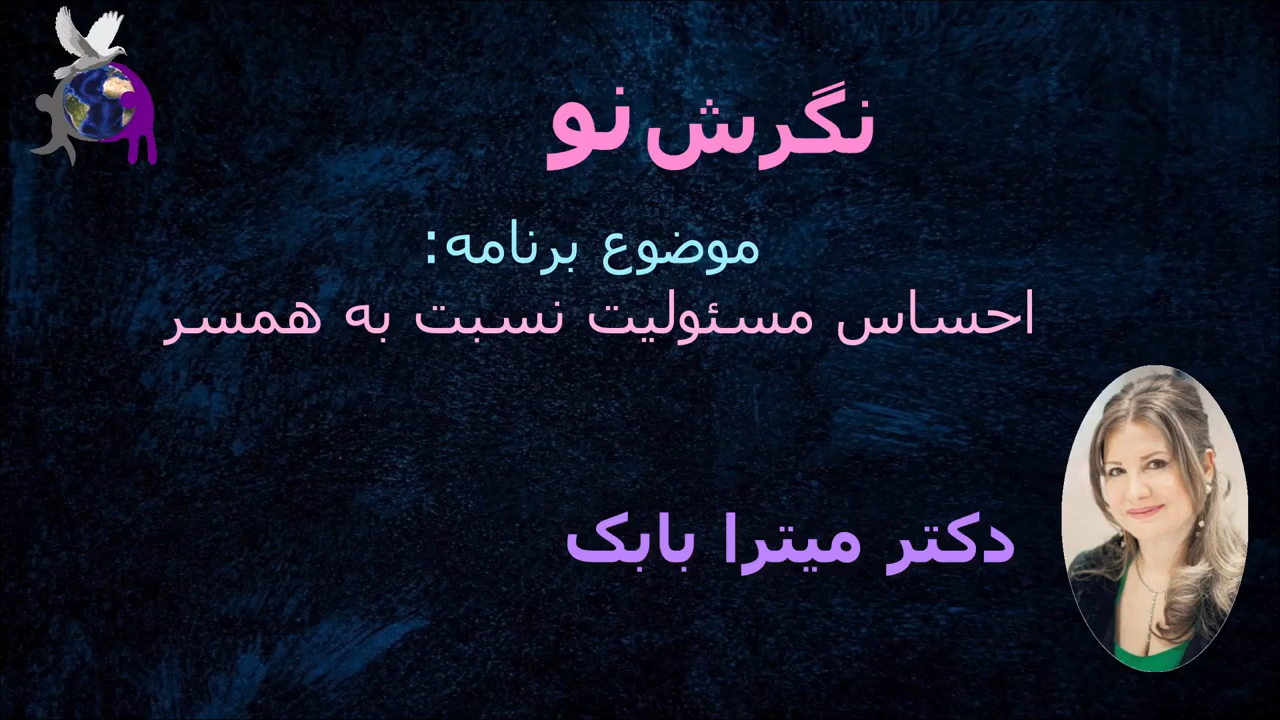 نگرش نو
موضوع برنامه:
احساس مسئولیت نسبت به همسر
دکتر میترا بابک